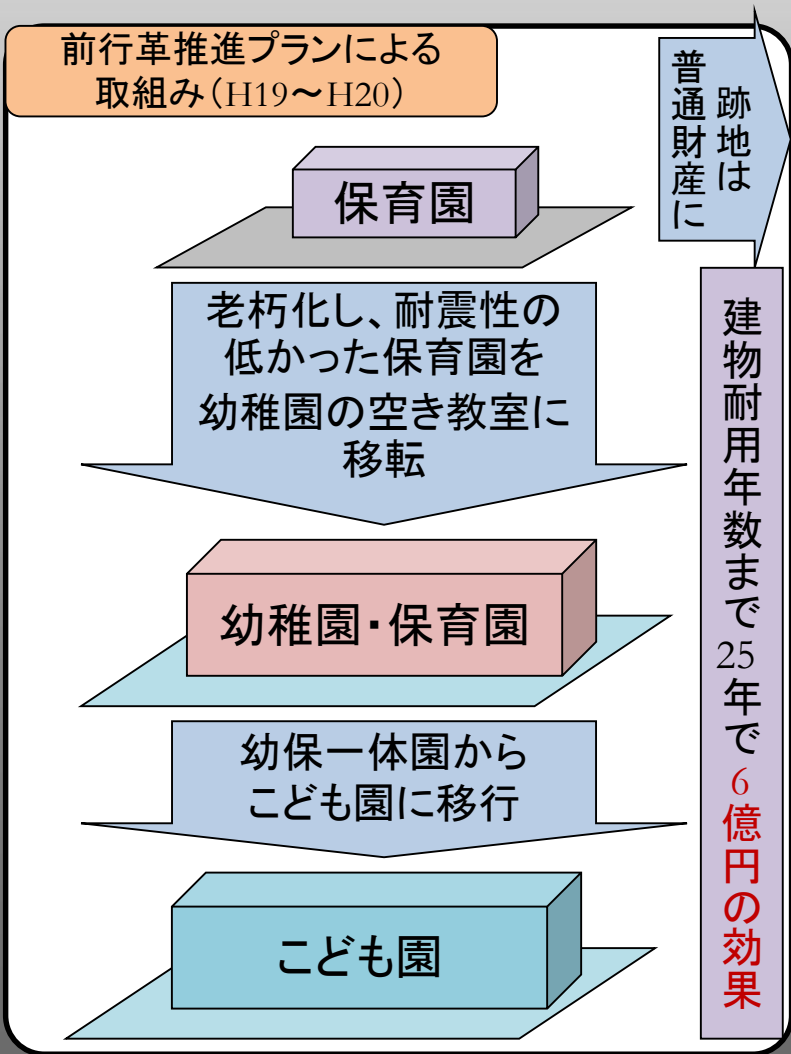 前行革推進プランによる
取組み（H19～H20）
跡地は
普通財産に
保育園
老朽化し、耐震性の
低かった保育園を
幼稚園の空き教室に
移転
幼稚園・保育園
幼保一体園から
こども園に移行
こども園
建物耐用年数まで25年で6億円の効果